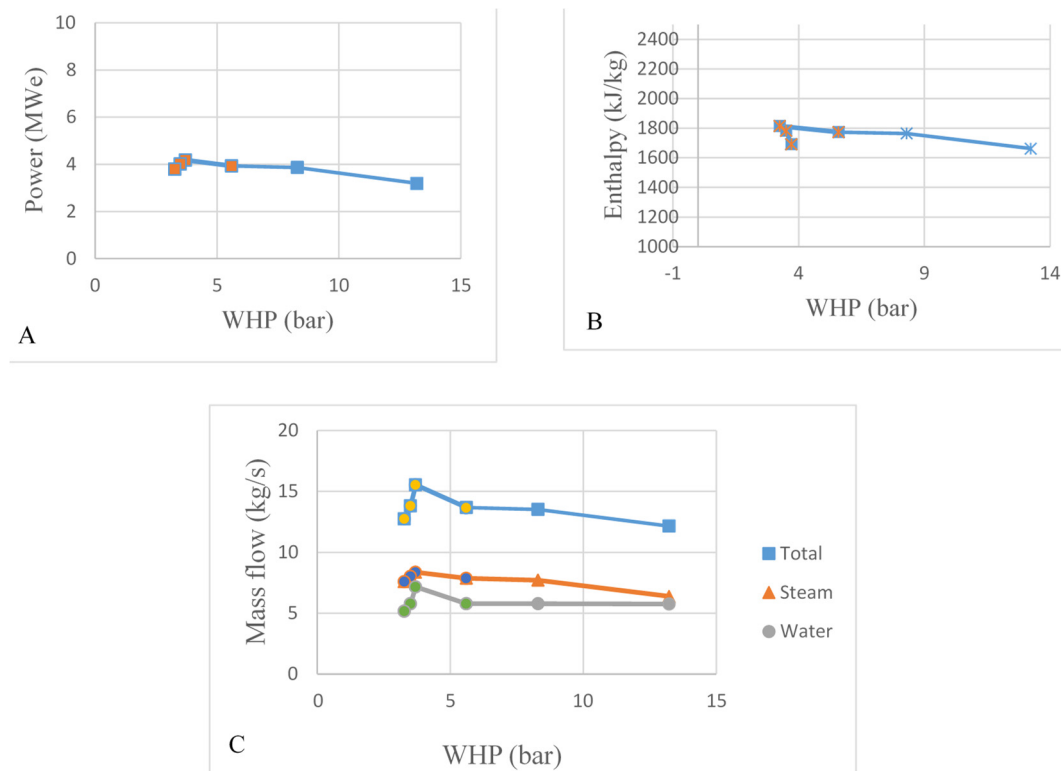 10
8
6
4
2
0
0 5 10 15
Power (MWe)
WHP (bar)
A
2400
2200
2000
1800
1600
1400
1200
1000
-1 4 9 14
Enthalpy (kJ/kg)
WHP (bar)
B
20
15
10
5
0
0 5 10 15
Mass flow (kg/s)
WHP (bar)
C
Total
Steam
Water